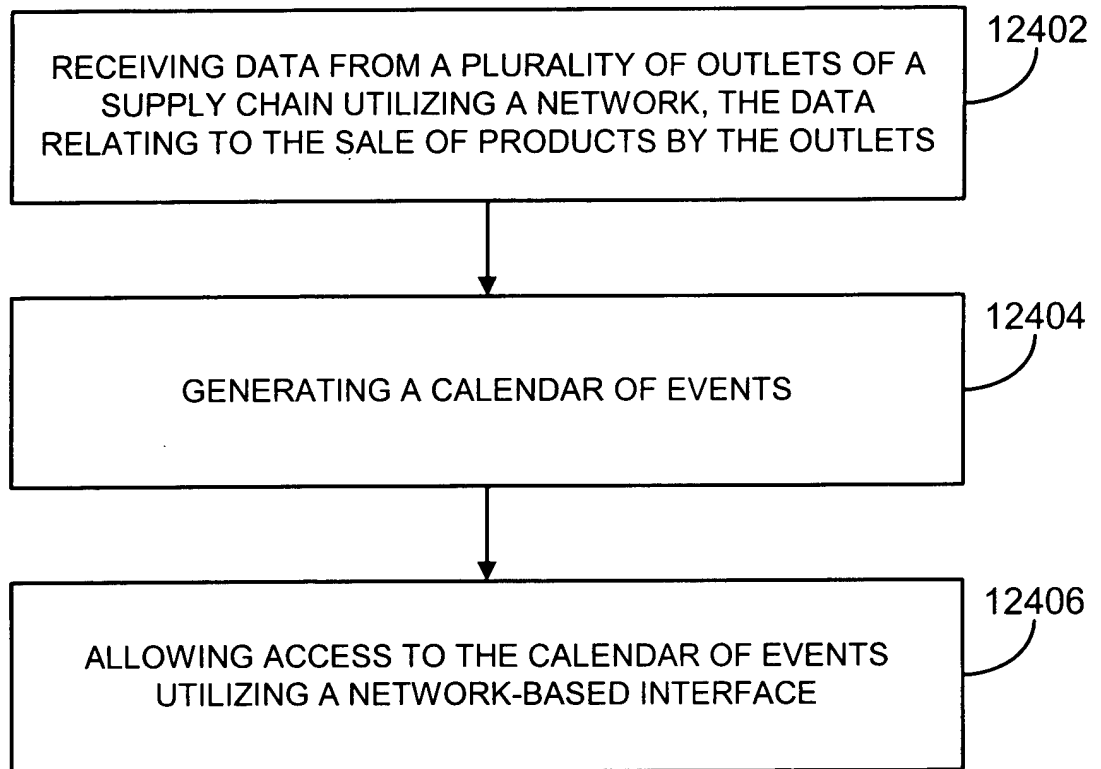 12402
RECEIVING DATA FROM A PLURALITY OF OUTLETS OF A
SUPPLY CHAIN UTILIZING A NETWORK, THE DATA
RELATING TO THE SALE OF PRODUCTS BY THE OUTLETS
12404
GENERATING A CALENDAR OF EVENTS
12406
ALLOWING ACCESS TO THE CALENDAR OF EVENTS
UTILIZING A NETWORK-BASED INTERFACE